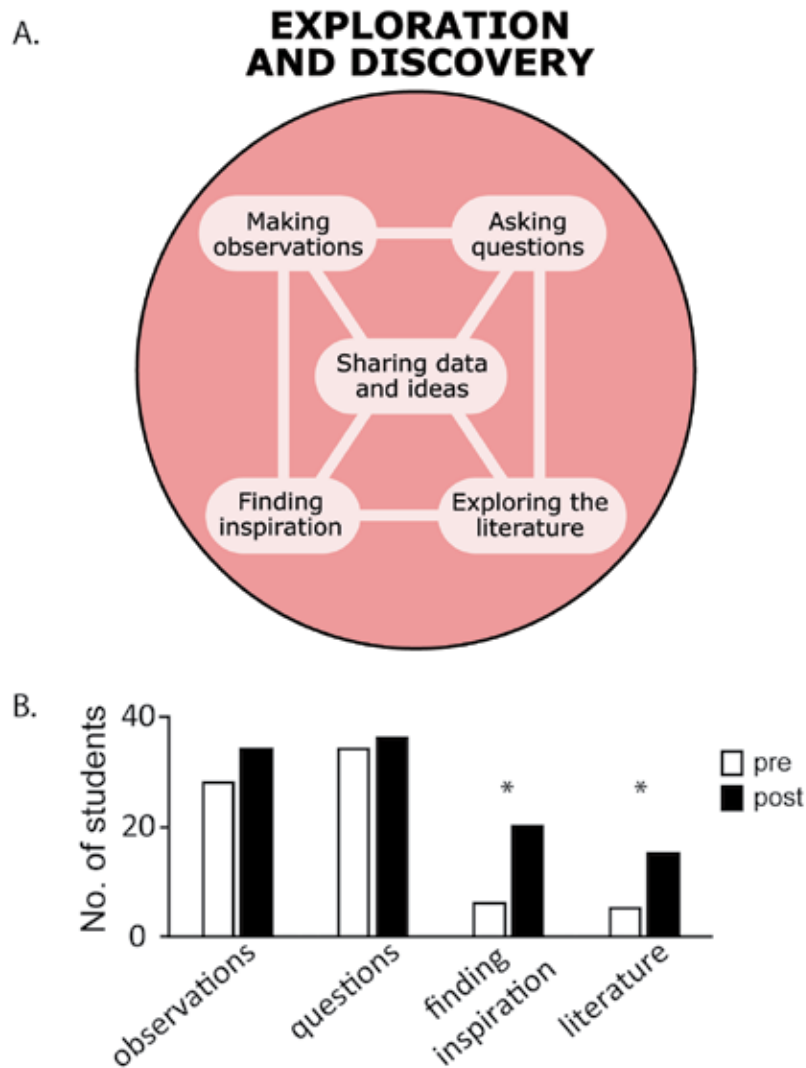 A.
EXPLORATION
AND DISCOVERY
Making
observations
Asking
questions
Sharing data
and ideas
Finding
inspiration
Exploring the
literature
B.
No. of students
40
20
0
*
*
pre
post
observations
questions
finding
inspiration
literature